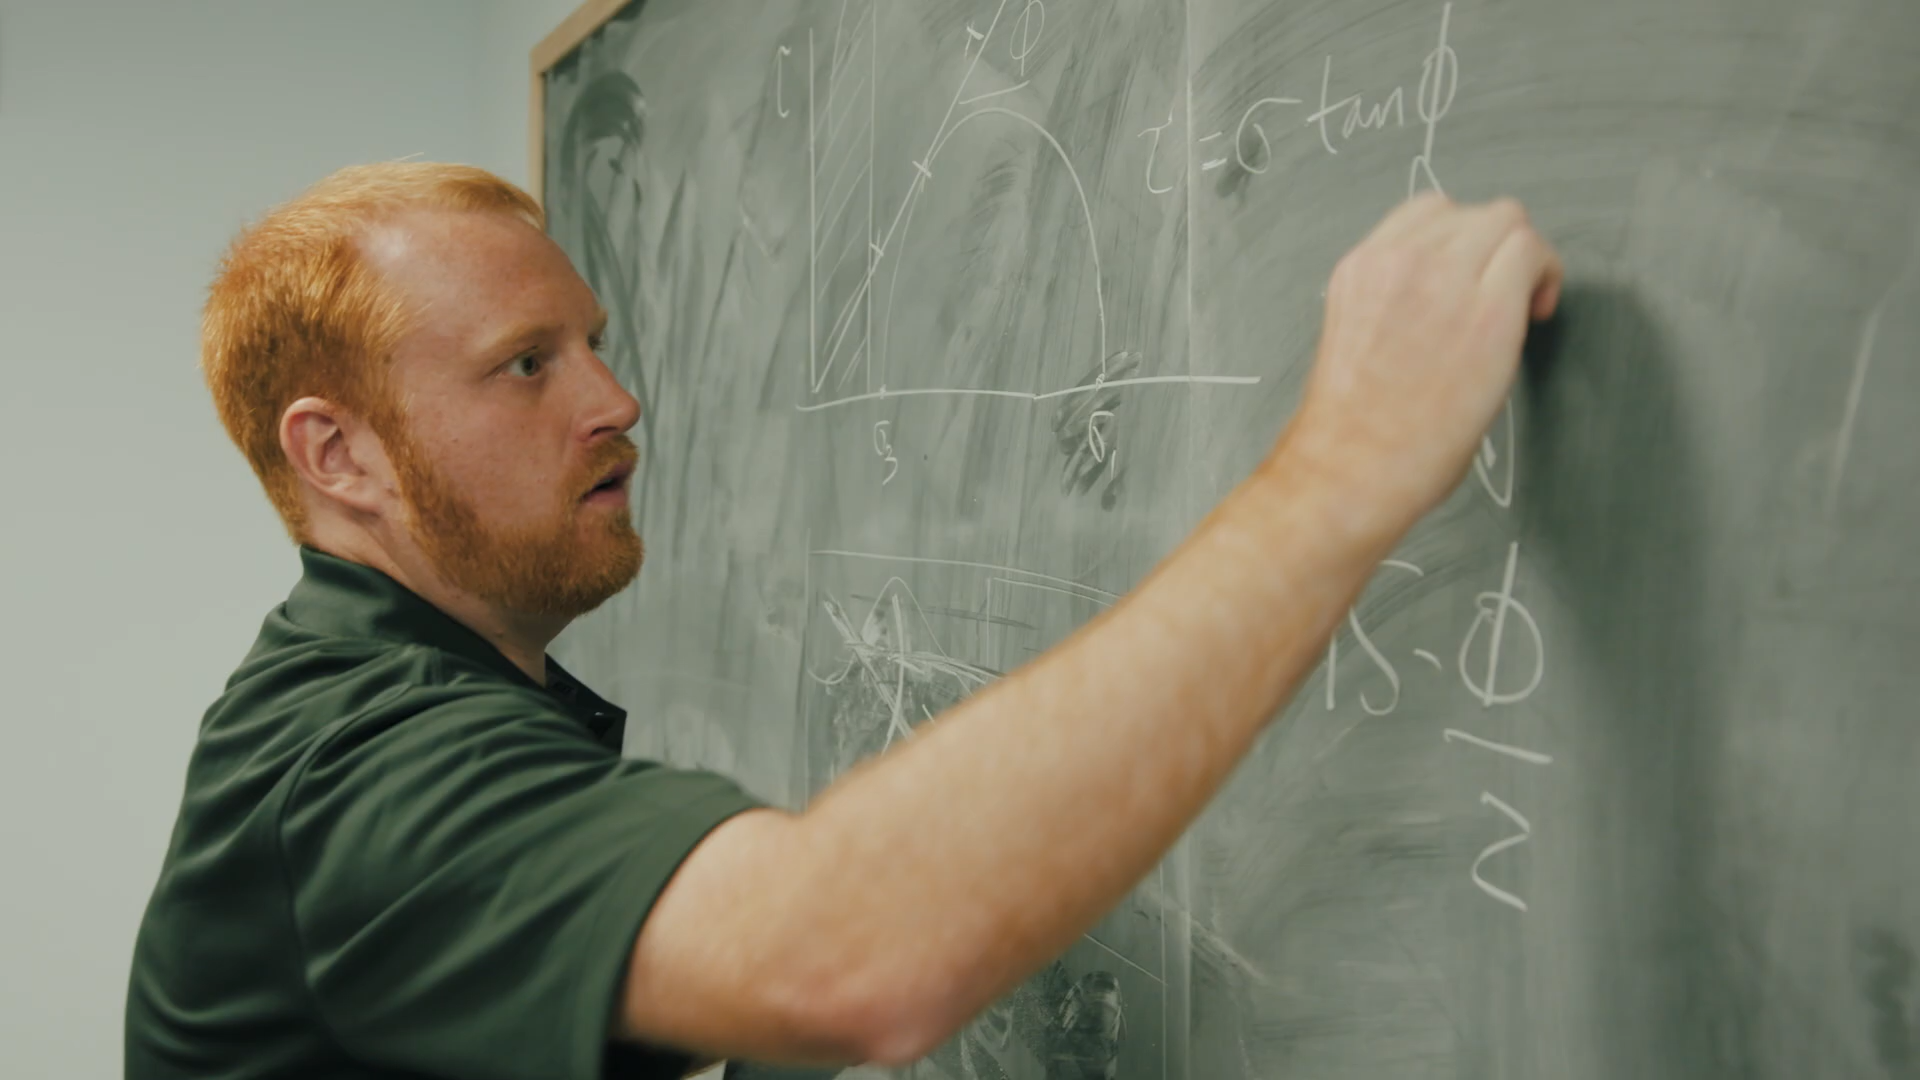 τ
ϕ
τ = σ tan ϕ
σ3
σ1
45 - ϕ
2